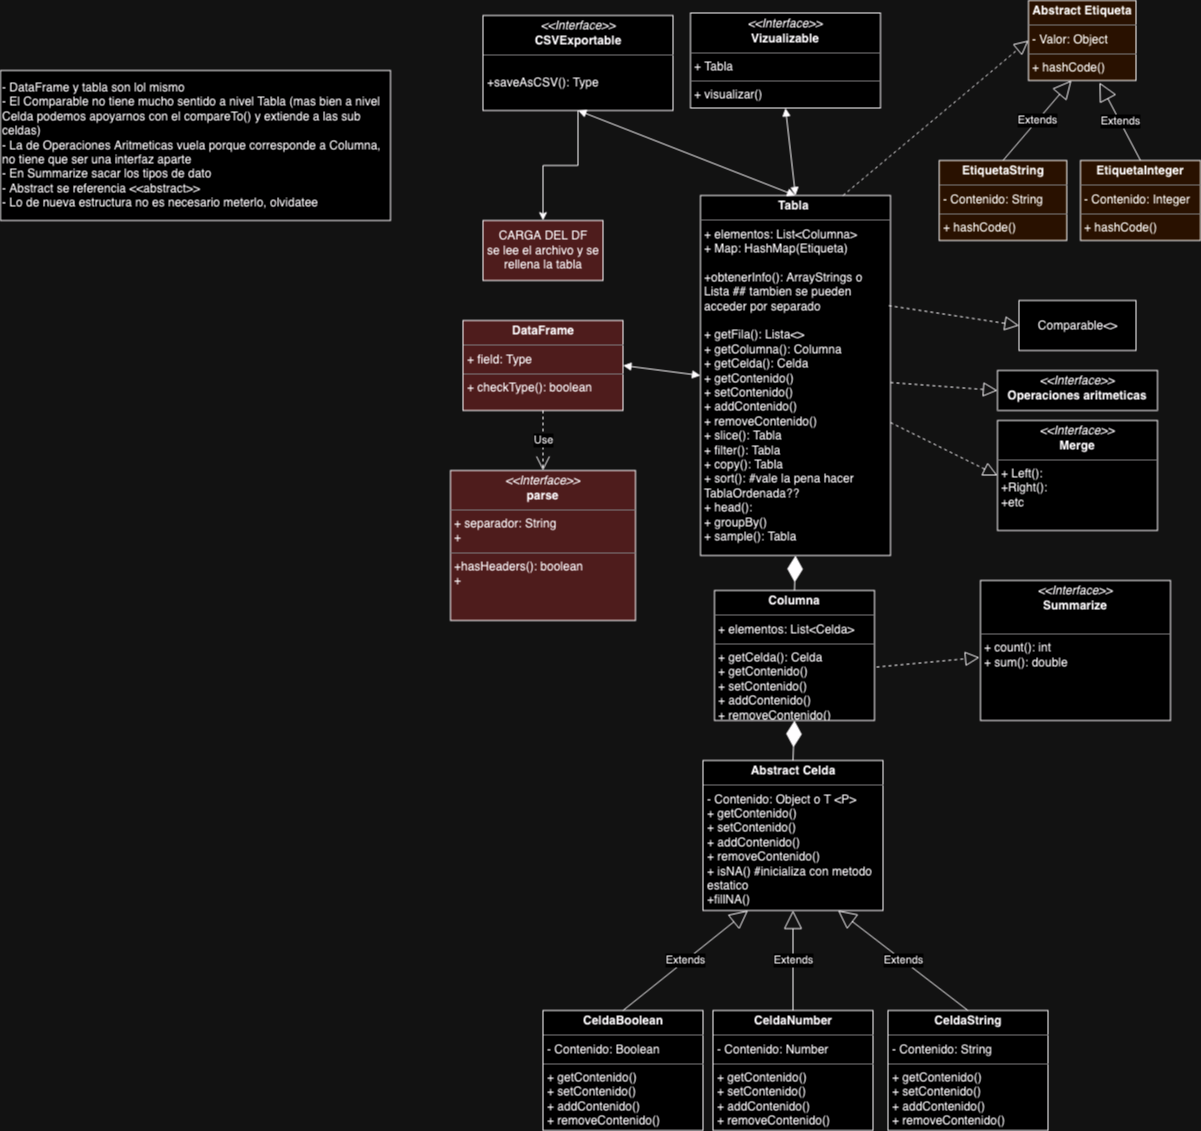 - DataFrame y tabla son lol mismo
- El Comparable no tiene mucho sentido a nivel Tabla (mas bien a nivel
Celda podemos apoyarnos con el compareTo() y extiende a las sub
celdas)
- La de Operaciones Aritmeticas vuela porque corresponde a Columna,
no tiene que ser una interfaz aparte
- En Summarize sacar los tipos de dato
- Abstract se referencia <<abstract>>
- Lo de nueva estructura no es necesario meterlo, olvidatee
<<Interface>>
CSVExportable
+saveAsCSV(): Type
<<Interface>>
Vizualizable
+ Tabla
+ visualizar()
Abstract Etiqueta
- Valor: Object
+ hashCode()
Extends
Extends
EtiquetaString
- Contenido: String
+ hashCode()
EtiquetaInteger
- Contenido: Integer
+ hashCode()
CARGA DEL DF
se lee el archivo y se
rellena la tabla
DataFrame
+ field: Type
+ checkType(): boolean
Use
<<Interface>>
parse
+ separador: String
+
+hasHeaders(): boolean
+
Tabla
+ elementos: List<Columna>
+ Map: HashMap(Etiqueta)
+obtenerInfo(): ArrayStrings o
Lista ## tambien se pueden
acceder por separado
+ getFila(): Lista<>
+ getColumna(): Columna
+ getCelda(): Celda
+ getContenido()
+ setContenido()
+ addContenido()
+ removeContenido()
+ slice(): Tabla
+ filter(): Tabla
+ copy(): Tabla
+ sort(): #vale la pena hacer
TablaOrdenada??
+ head():
+ groupBy()
+ sample(): Tabla
Comparable<>
<<Interface>>
Operaciones aritmeticas
<<Interface>>
Merge
+ Left():
+Right():
+etc
Columna
+ elementos: List<Celda>
+ getCelda(): Celda
+ getContenido()
+ setContenido()
+ addContenido()
+ removeContenido()
<<Interface>>
Summarize
+ count(): int
+ sum(): double
Abstract Celda
- Contenido: Object o T <P>
+ getContenido()
+ setContenido()
+ addContenido()
+ removeContenido()
+ isNA() #inicializa con metodo
estatico
+fillNA()
Extends
Extends
Extends
CeldaBoolean
- Contenido: Boolean
+ getContenido()
+ setContenido()
+ addContenido()
+ removeContenido()
CeldaNumber
- Contenido: Number
+ getContenido()
+ setContenido()
+ addContenido()
+ removeContenido()
CeldaString
- Contenido: String
+ getContenido()
+ setContenido()
+ addContenido()
+ removeContenido()